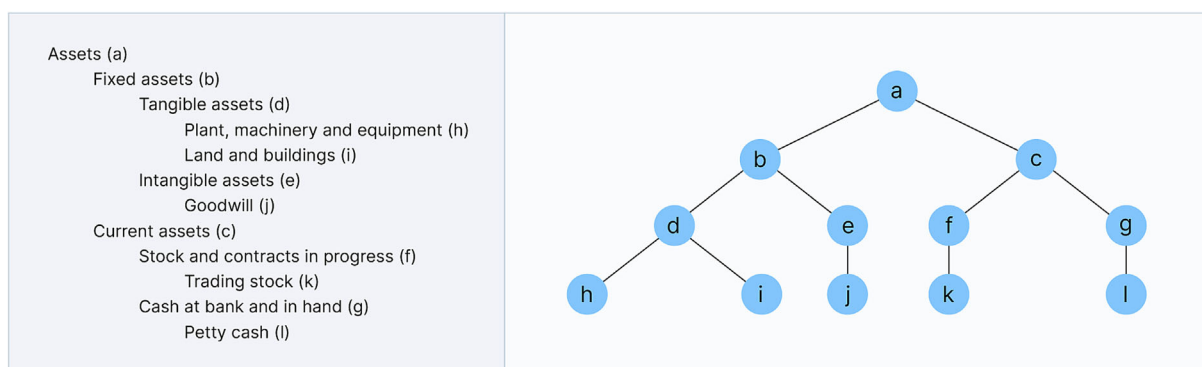 Assets (a)
Fixed assets (b)
Tangible assets (d)
Plant, machinery and equipment (h)
Land and buildings (i)
Intangible assets (e)
Goodwill (j)
Current assets (c)
Stock and contracts in progress (f)
Trading stock (k)
Cash at bank and in hand (g)
Petty cash (l)
a
b c
d e f g
h i j k l